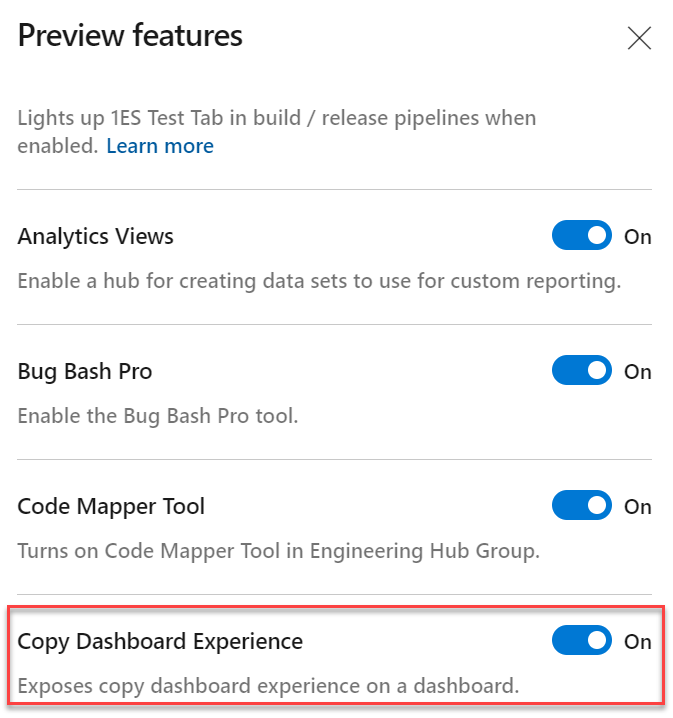 Preview features
Lights up 1ES Test Tab in build / release pipelines when
enabled. Learn more
Analytics Views On
Enable a hub for creating data sets to use for custom reporting.
Bug Bash Pro On
Enable the Bug Bash Pro tool.
Code Mapper Tool On
Turns on Code Mapper Tool in Engineering Hub Group.
Copy Dashboard Experience On
Exposes copy dashboard experience on a dashboard.